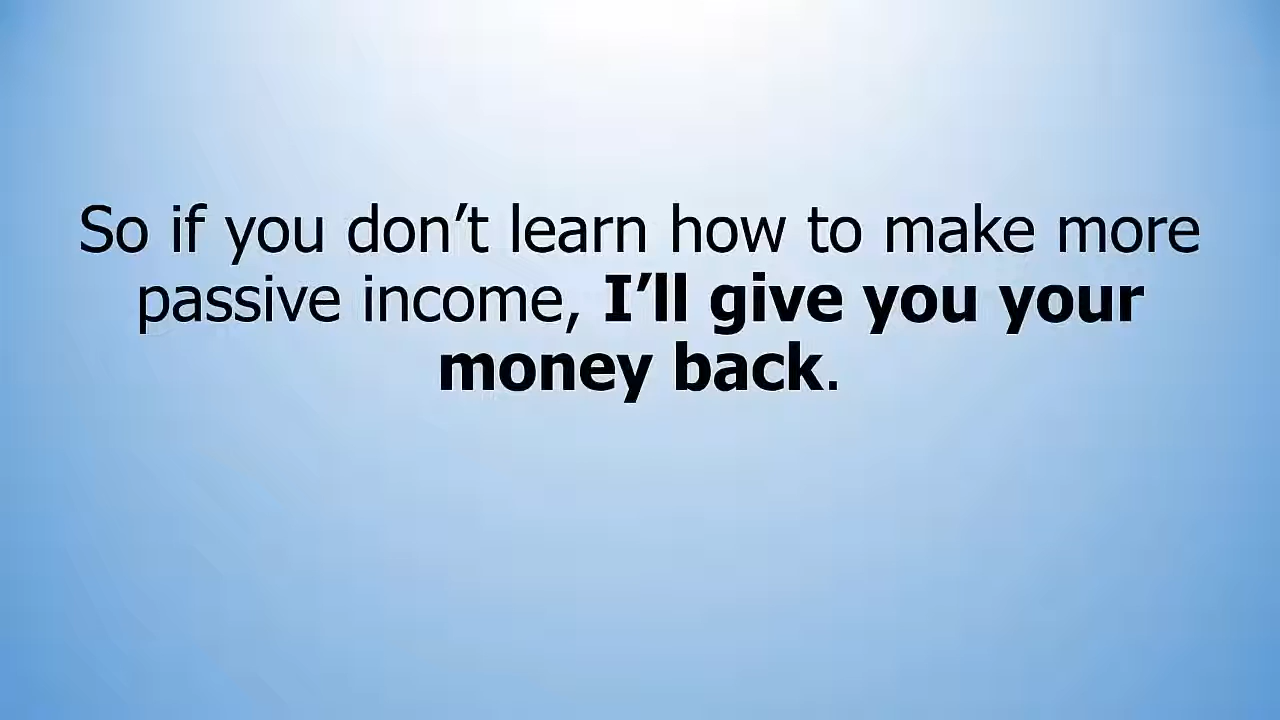 So if you don’t learn how to make more
passive income, I’ll give you your
money back.